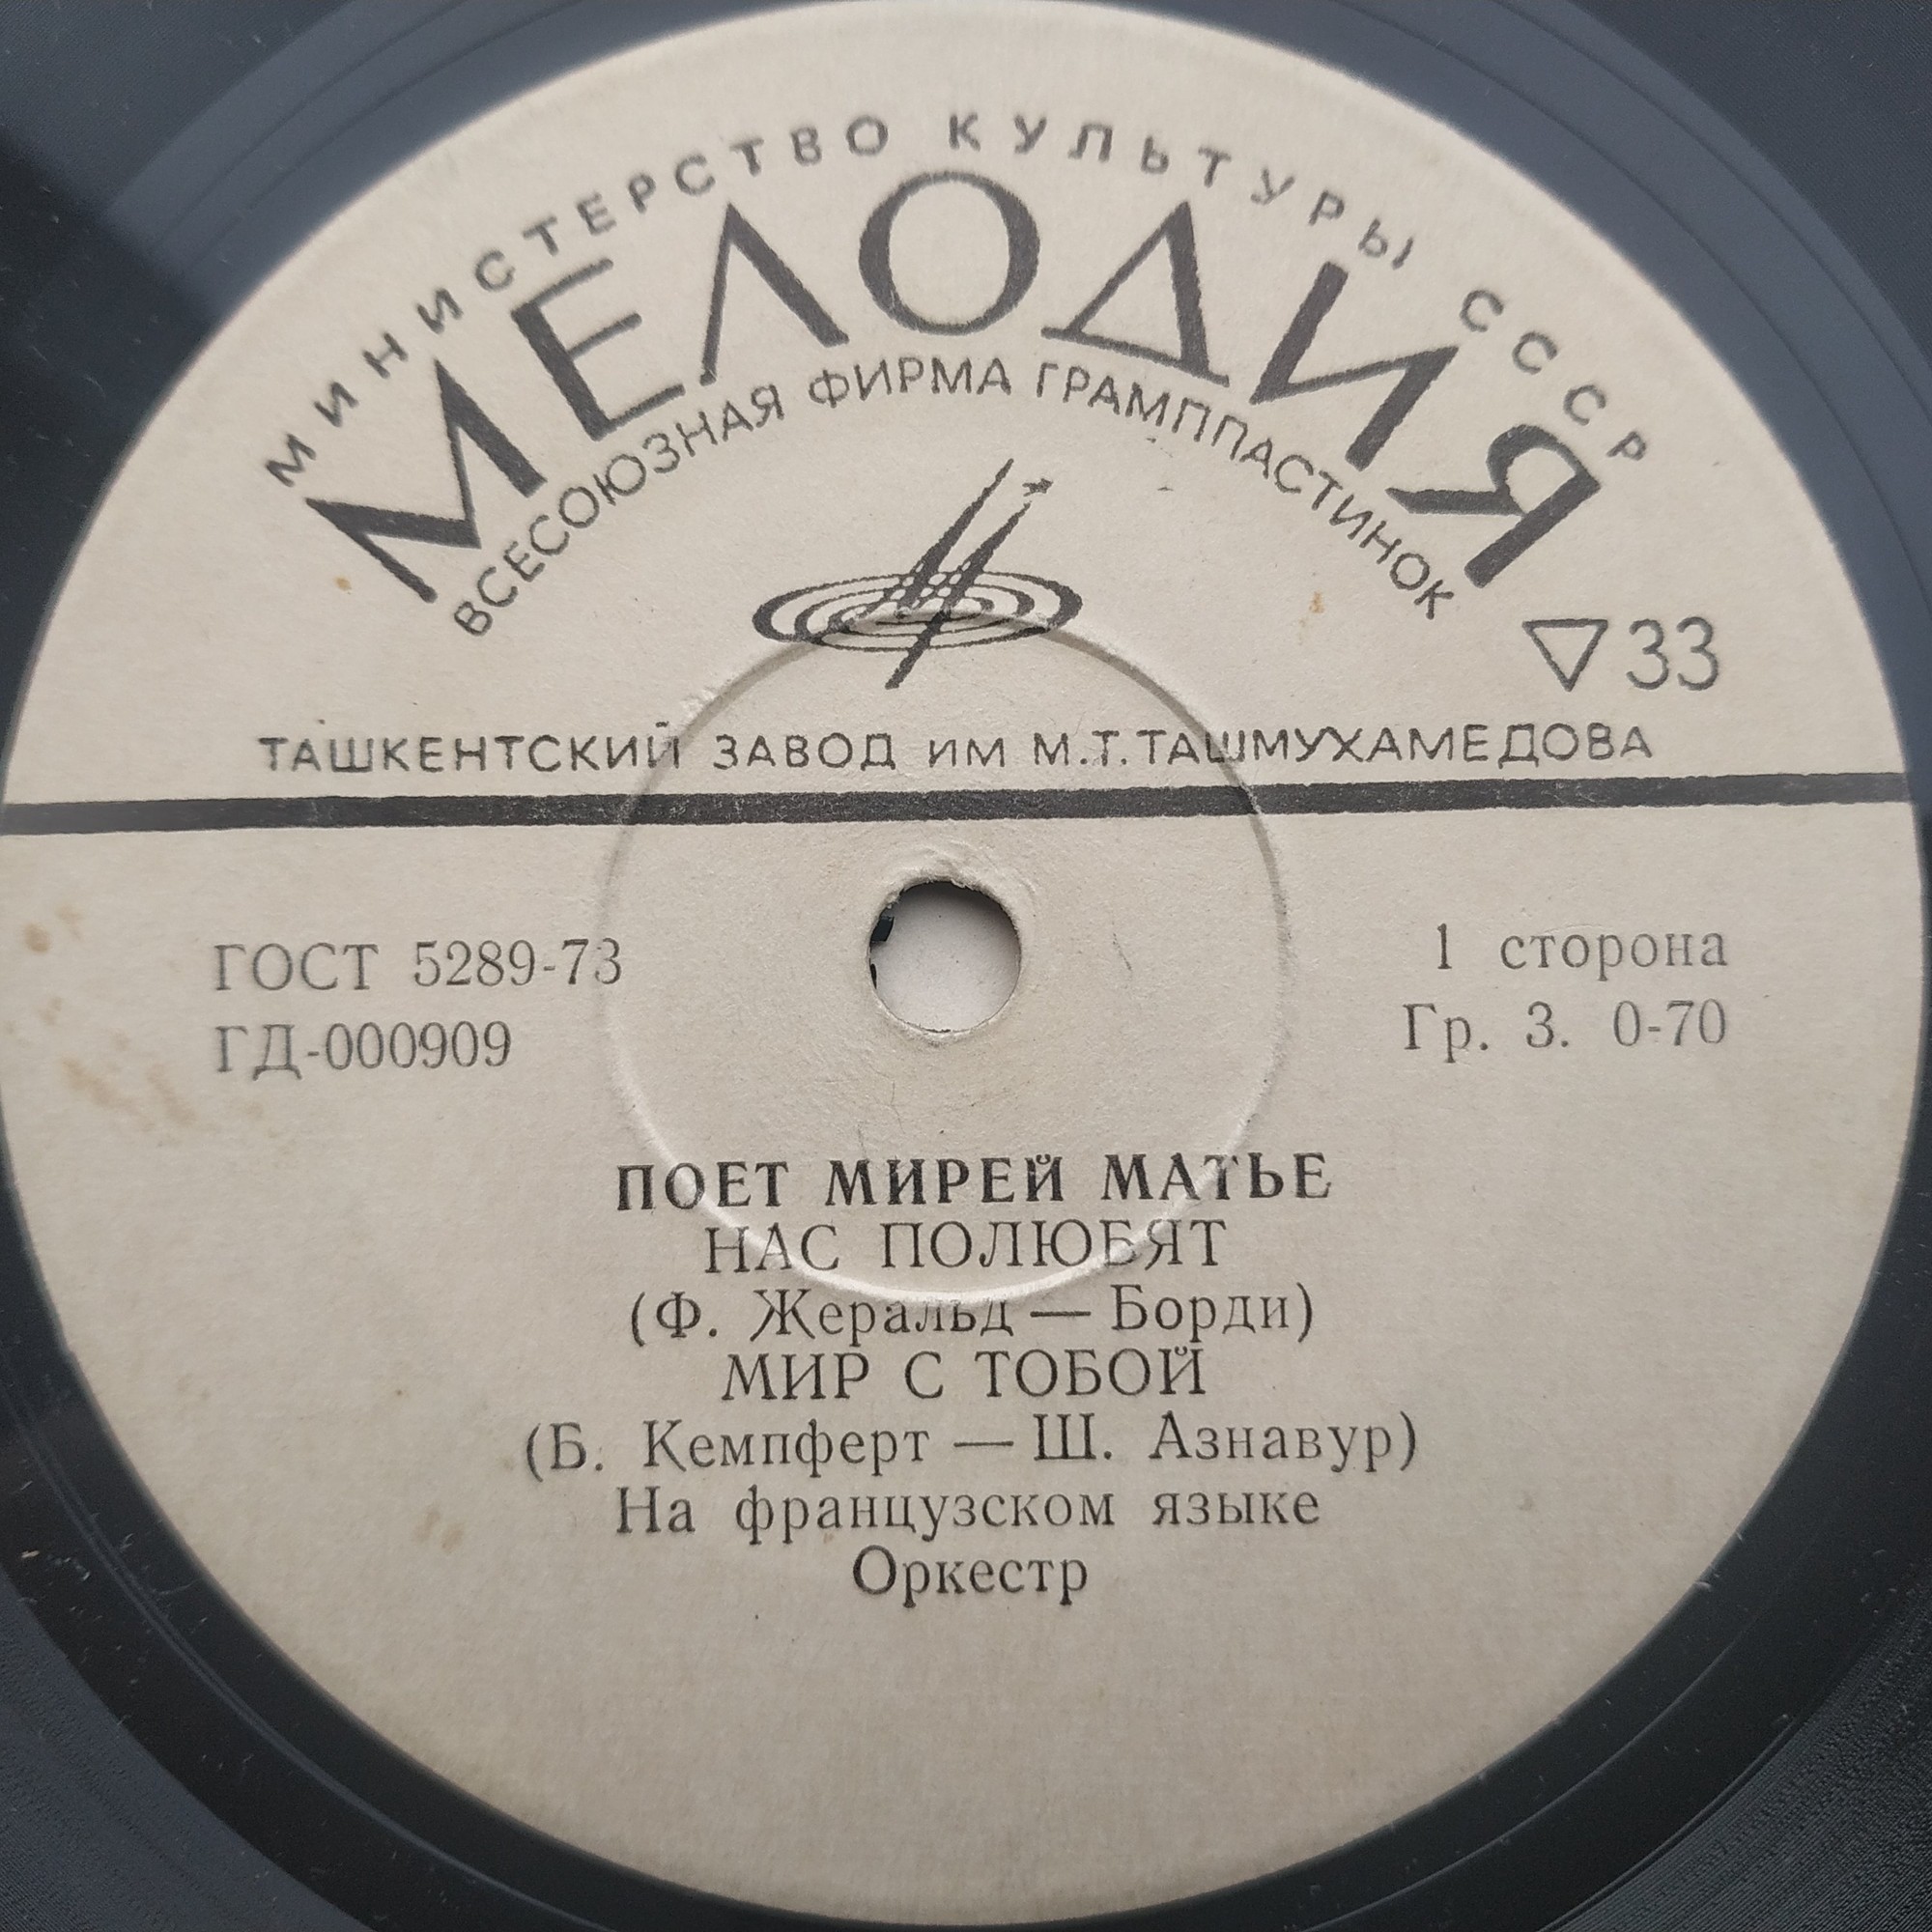 МИНИСТЕРСТВО КУЛЬТУРЫ СССР
МЕЛОДИЯ
ВСЕСОЮЗНАЯ ФИРМА ГРАМПЛАСТИНОК
▽33
ТАШКЕНТСКИЙ ЗАВОД ИМ М.Т.ТАШМУХАМЕДОВА
ГОСТ 5289-73
ГД-000909
1 сторона
Гр. 3. 0-70
ПОЕТ МИРЕЙ МАТЬЕ
НАС ПОЛЮБЯТ
(Ф. Жеральд — Борди)
МИР С ТОБОЙ
(Б. Кемпферт — Ш. Азнавур)
На французском языке
Оркестр